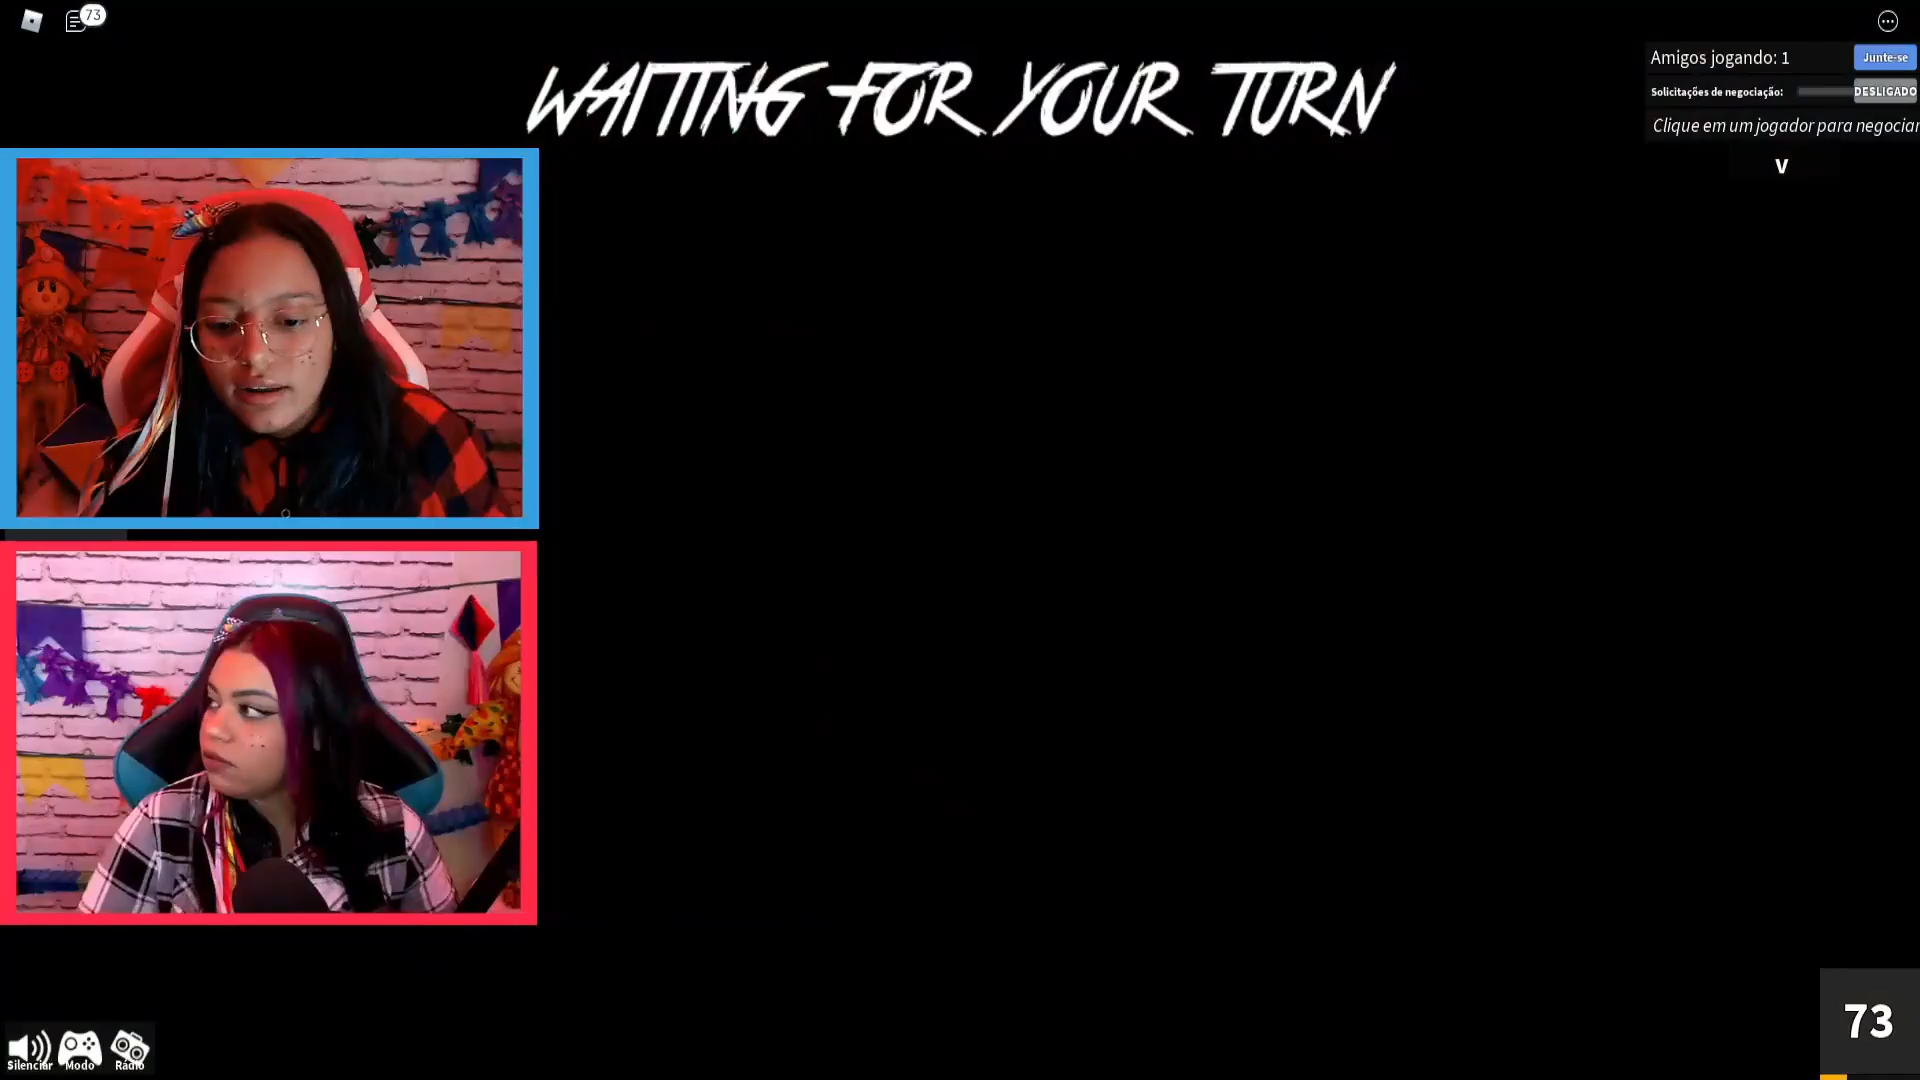 73
WAITING FOR YOUR TURN
Amigos jogando: 1
Junte-se
Solicitações de negociação:
DESLIGADO
Clique em um jogador para negociar
v
Silenciar
Modo
Rádio
73